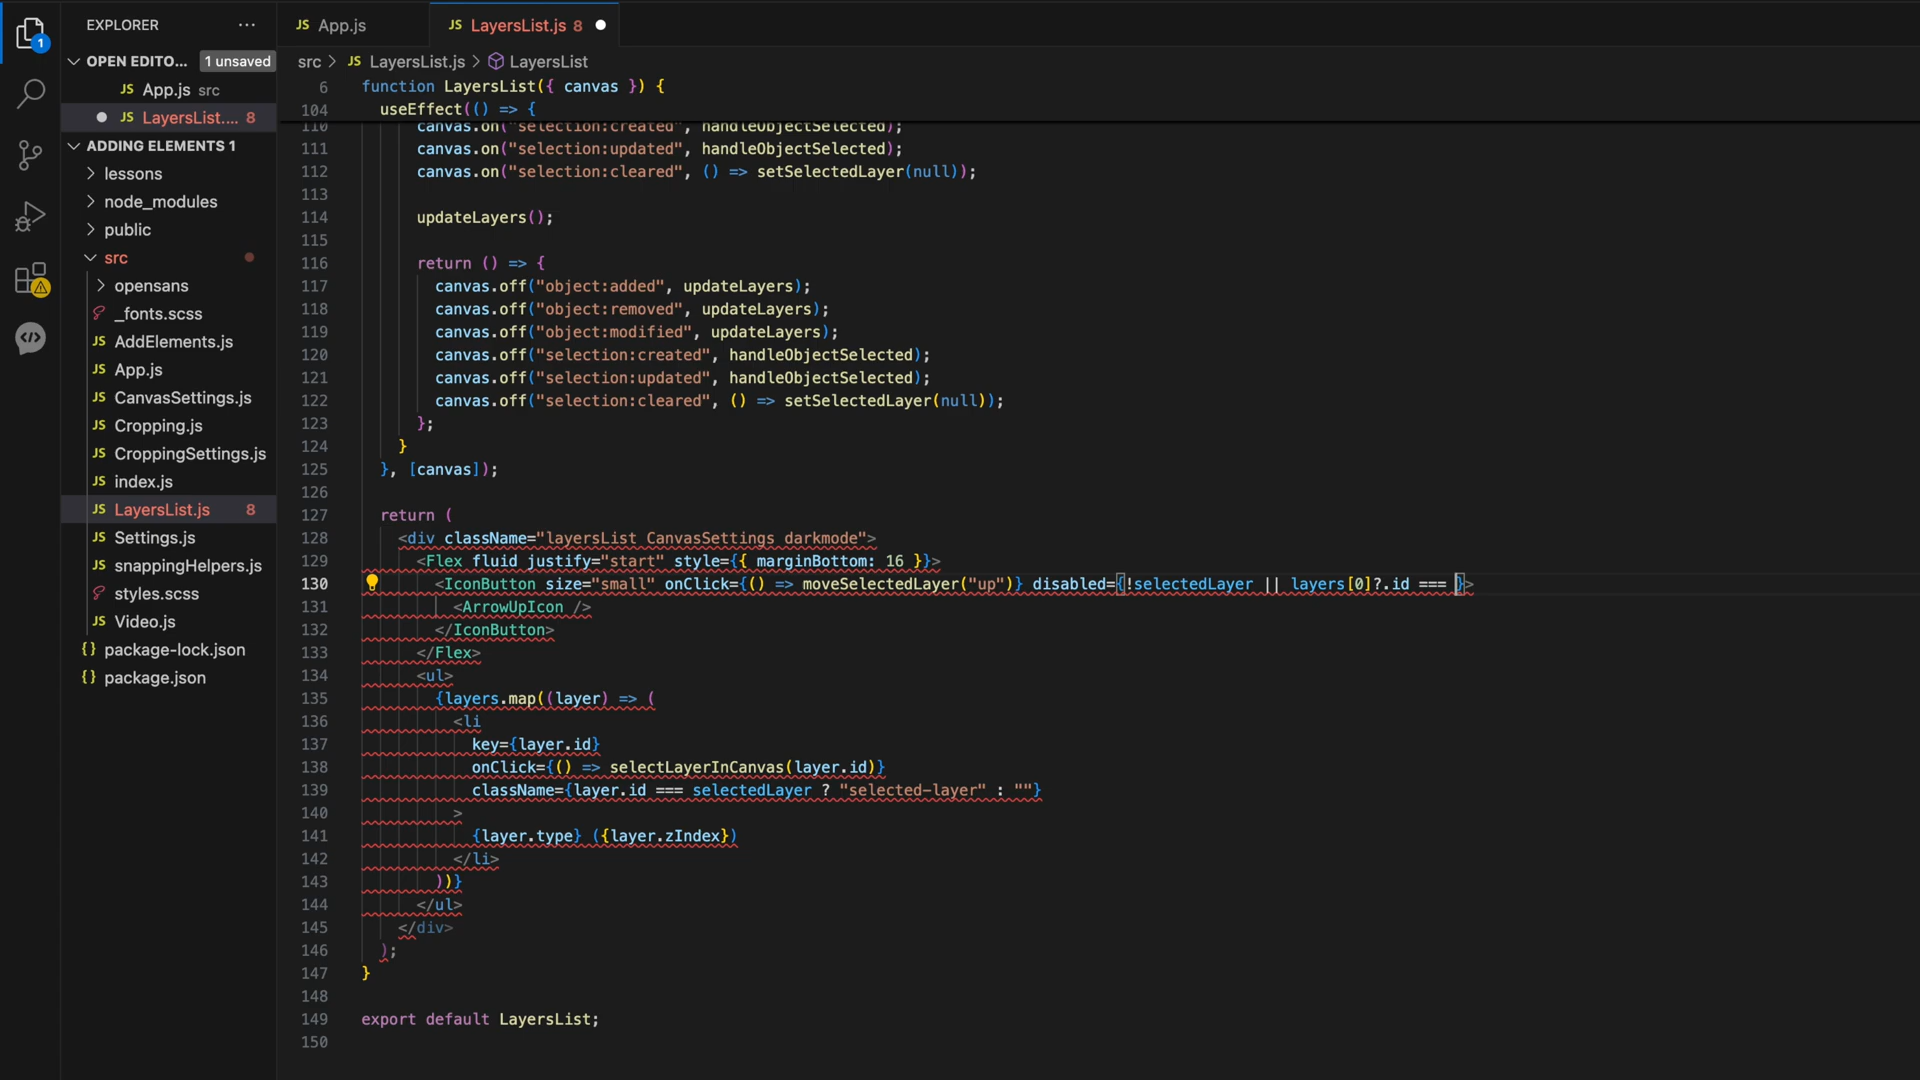 EXPLORER
1
OPEN EDITO... 1 unsaved
JS App.js src
JS LayersList.... 8
ADDING ELEMENTS 1
lessons
node_modules
public
src
opensans
_fonts.scss
JS AddElements.js
JS App.js
JS CanvasSettings.js
JS Cropping.js
JS CroppingSettings.js
JS index.js
JS LayersList.js 8
JS Settings.js
JS snappingHelpers.js
styles.scss
JS Video.js
{} package-lock.json
{} package.json
JS App.js
JS LayersList.js 8
src > JS LayersList.js > LayersList
6 function LayersList({ canvas }) {
104 useEffect(() => {
110 canvas.on("selection:created", handleObjectSelected);
111 canvas.on("selection:updated", handleObjectSelected);
112 canvas.on("selection:cleared", () => setSelectedLayer(null));
113
114 updateLayers();
115
116 return () => {
117 canvas.off("object:added", updateLayers);
118 canvas.off("object:removed", updateLayers);
119 canvas.off("object:modified", updateLayers);
120 canvas.off("selection:created", handleObjectSelected);
121 canvas.off("selection:updated", handleObjectSelected);
122 canvas.off("selection:cleared", () => setSelectedLayer(null));
123 };
124 }
125 }, [canvas]);
126
127 return (
128 <div className="layersList CanvasSettings darkmode">
129 <Flex fluid justify="start" style={{ marginBottom: 16 }}>
130 <IconButton size="small" onClick={() => moveSelectedLayer("up")} disabled={!selectedLayer || layers[0]?.id === }>
131 <ArrowUpIcon />
132 </IconButton>
133 </Flex>
134 <ul>
135 {layers.map((layer) => (
136 <li
137 key={layer.id}
138 onClick={() => selectLayerInCanvas(layer.id)}
139 className={layer.id === selectedLayer ? "selected-layer" : ""}
140 >
141 {layer.type} ({layer.zIndex})
142 </li>
143 ))}
144 </ul>
145 </div>
146 );
147 }
148
149 export default LayersList;
150